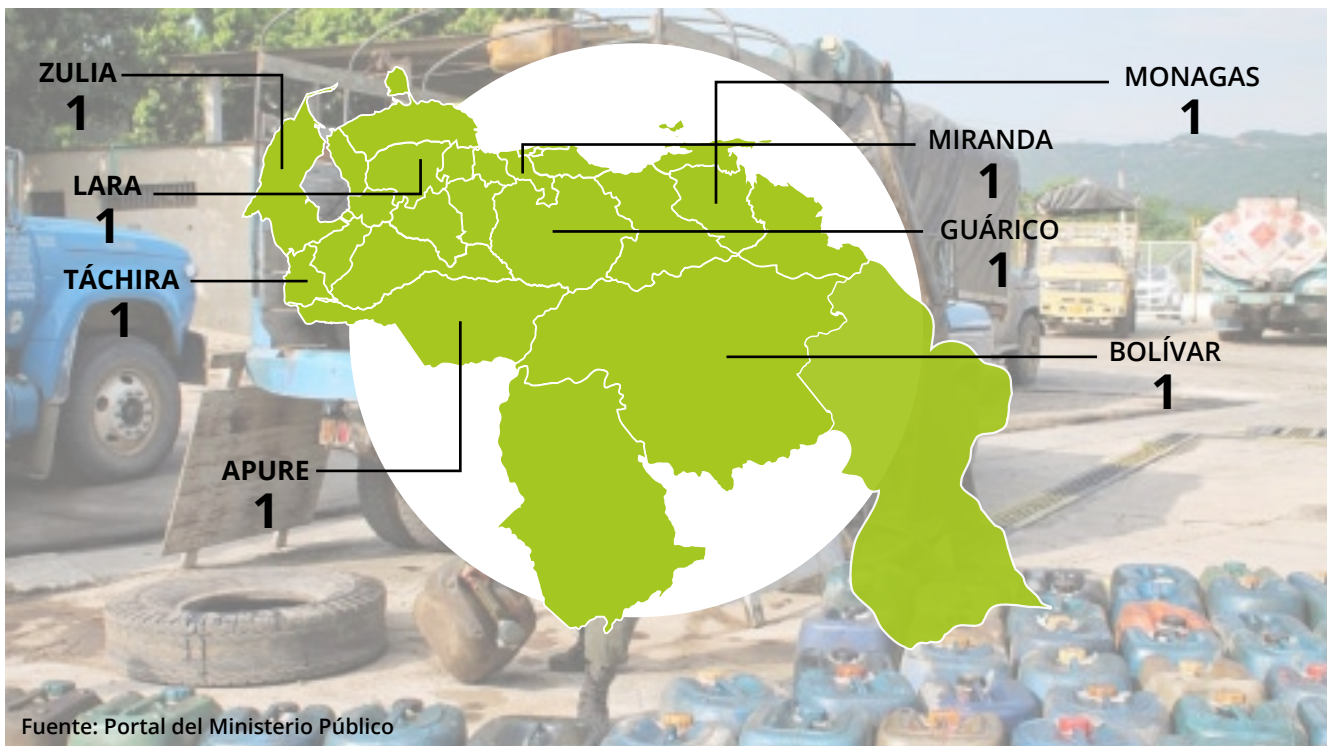 ZULIA
1
LARA
1
TÁCHIRA
1
APURE
1
MONAGAS
1
MIRANDA
1
GUÁRICO
1
BOLÍVAR
1
Fuente: Portal del Ministerio Público